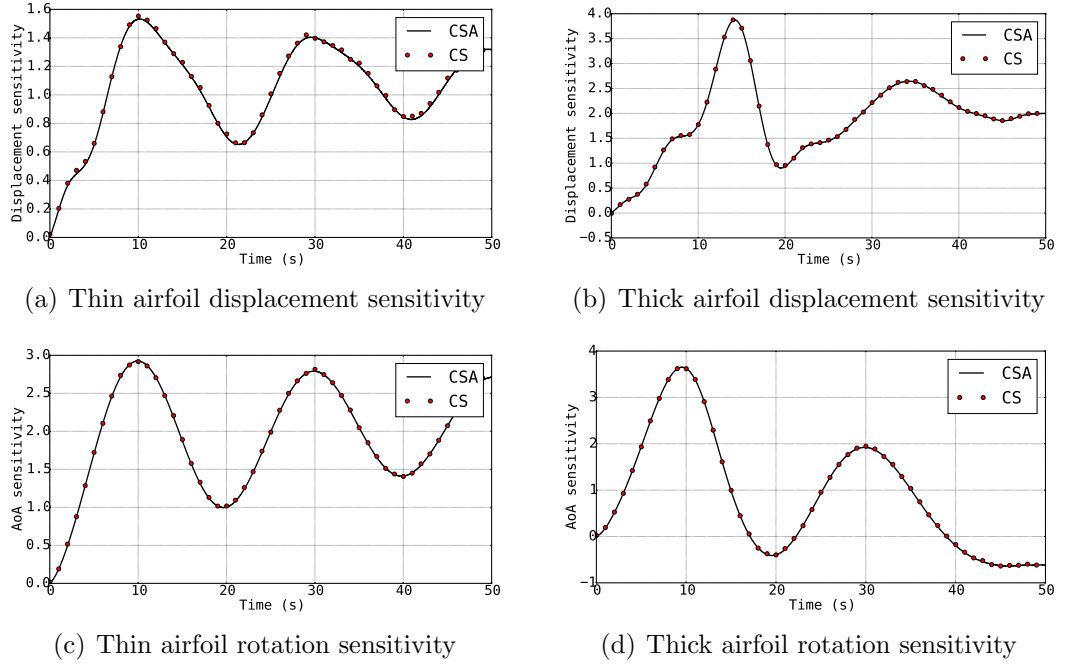 1.6
1.4
1.2
1.0
0.8
0.6
0.4
0.2
0.0
Displacement sensitivity
CSA
CS
0 10 20 30 40 50
Time (s)
(a) Thin airfoil displacement sensitivity
4.0
3.5
3.0
2.5
2.0
1.5
1.0
0.5
0.0
−0.5
Displacement sensitivity
CSA
CS
0 10 20 30 40 50
Time (s)
(b) Thick airfoil displacement sensitivity
3.0
2.5
2.0
1.5
1.0
0.5
0.0
AoA sensitivity
CSA
CS
0 10 20 30 40 50
Time (s)
(c) Thin airfoil rotation sensitivity
4
3
2
1
0
−1
AoA sensitivity
CSA
CS
0 10 20 30 40 50
Time (s)
(d) Thick airfoil rotation sensitivity